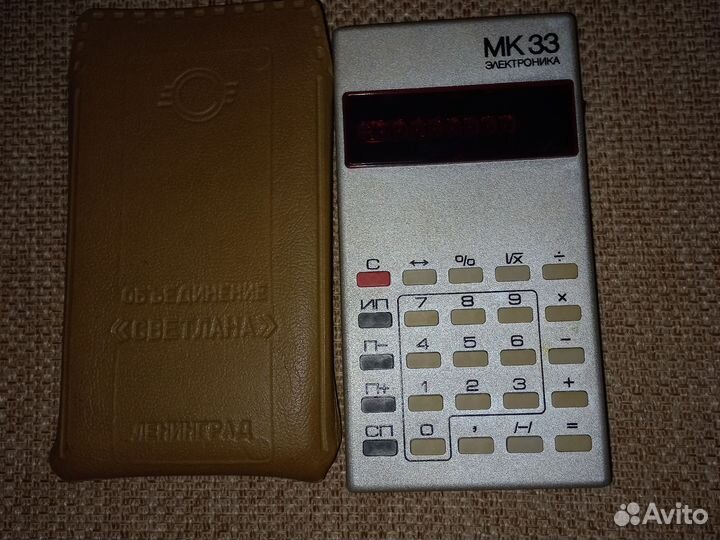 ОБЪЕДИНЕНИЕ
«СВЕТЛАНА»
ЛЕНИНГРАД
МК 33
ЭЛЕКТРОНИКА
С ↔ % √x ÷
ИП 7 8 9 ×
П− 4 5 6 −
П+ 1 2 3 +
СП 0 , /−/ =
Avito